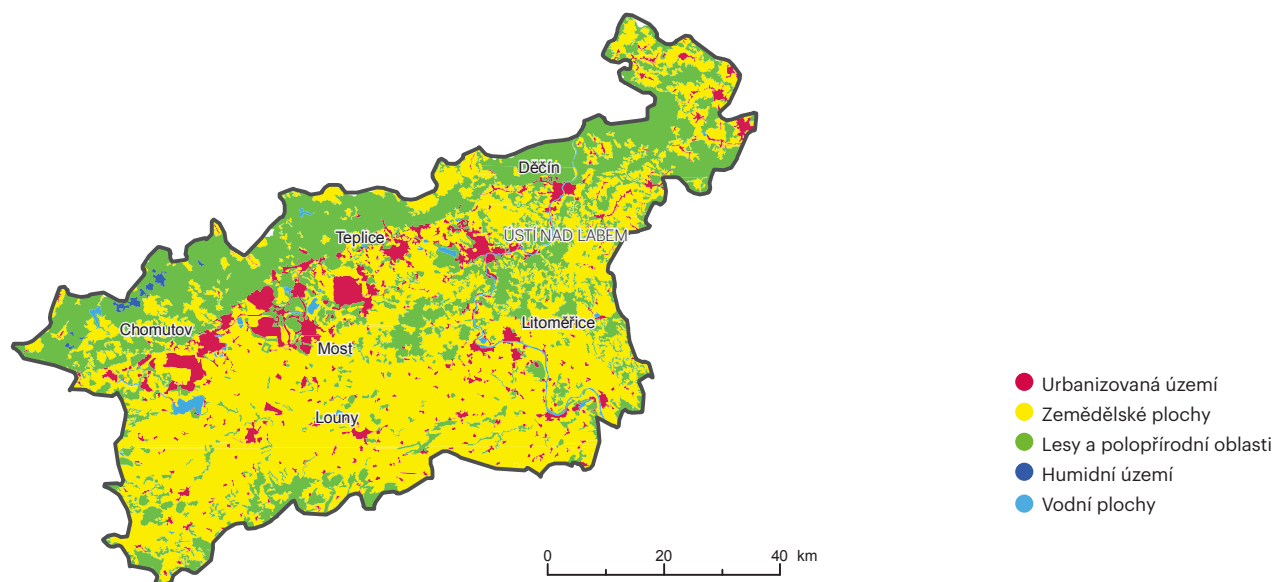 Děčín
Teplice
ÚSTÍ NAD LABEM
Chomutov
Litoměřice
Most
Louny
Urbanizovaná území
Zemědělské plochy
Lesy a polopřírodní oblasti
Humidní území
Vodní plochy
0 20 40 km